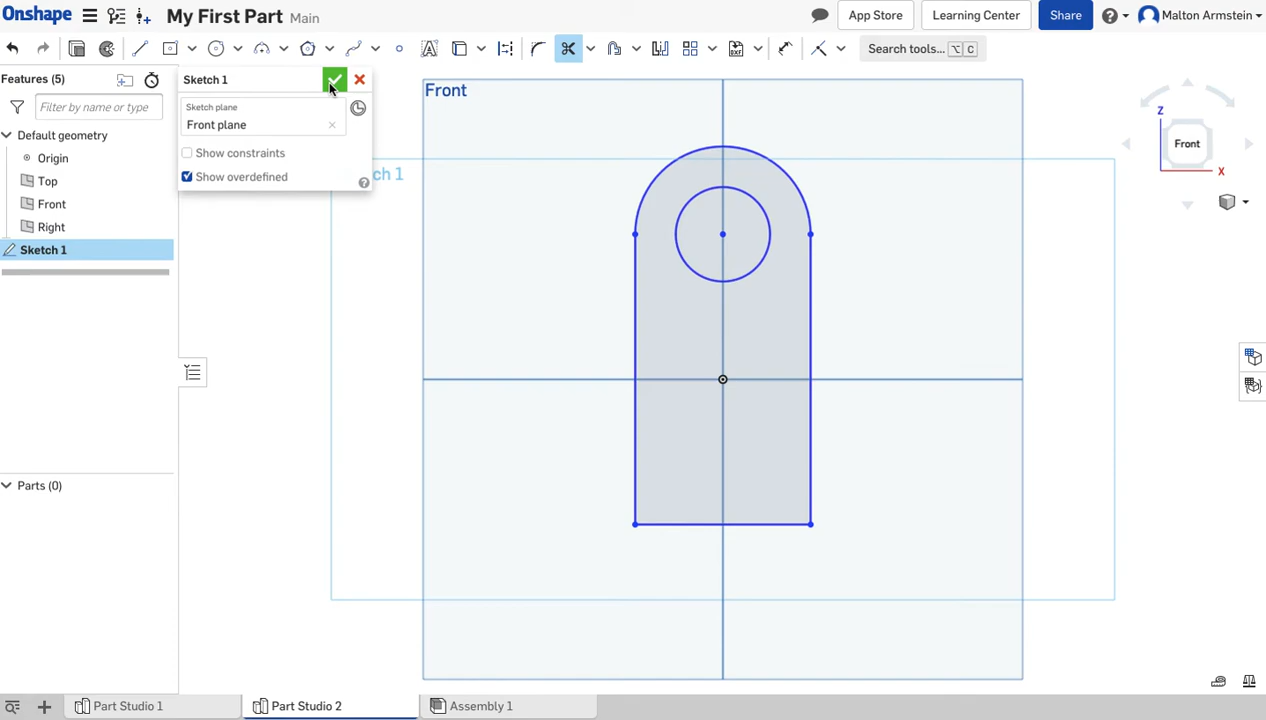 Onshape My First Part Main App Store Learning Center Share Malton Armstein
Search tools... ⌥ C
Features (5)
Filter by name or type
Default geometry
Origin
Top
Front
Right
Sketch 1
Parts (0)
Sketch 1
Sketch plane
Front plane
Show constraints
Show overdefined
Front
ch 1
Z
Front
X
Part Studio 1 Part Studio 2 Assembly 1